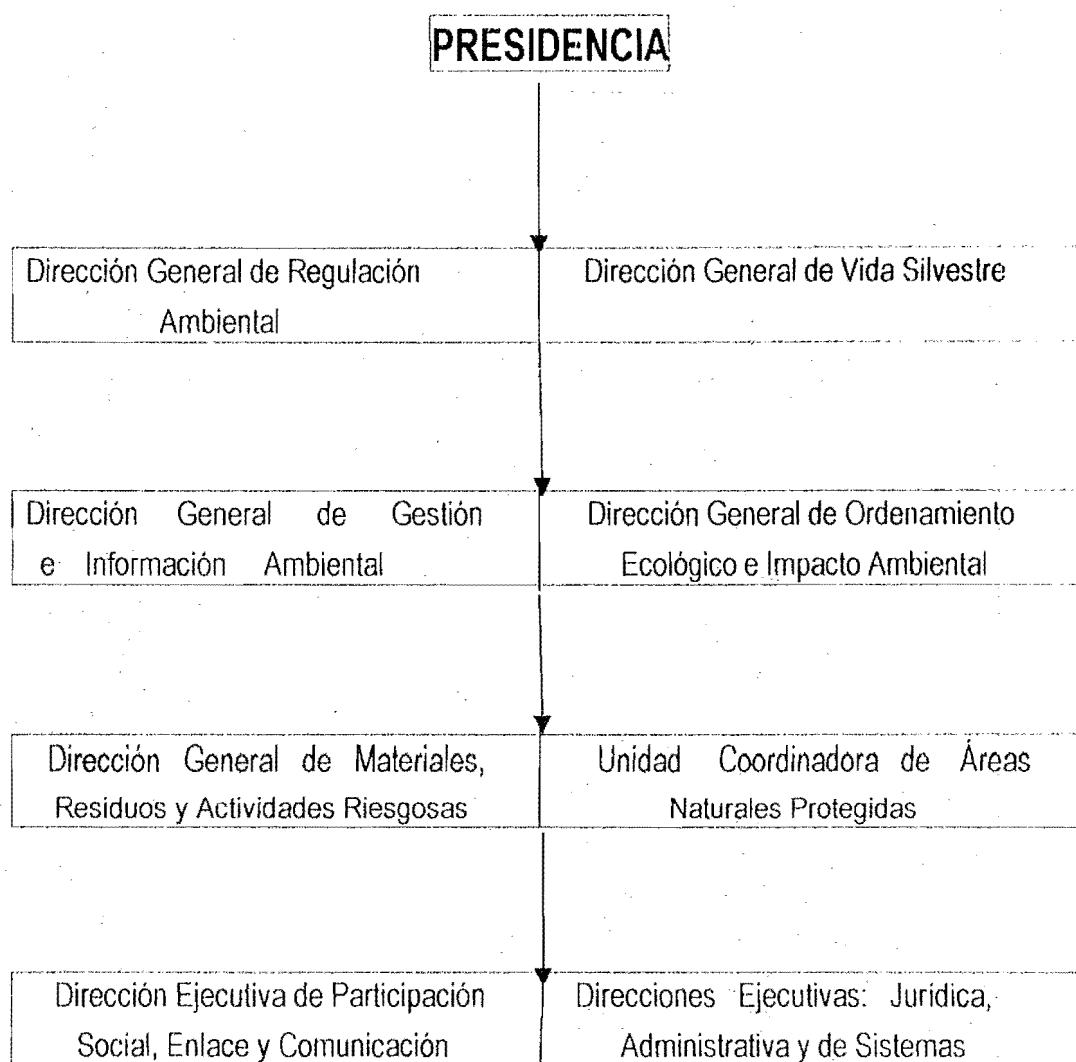 PRESIDENCIA
Dirección General de Regulación
Ambiental
Dirección General de Vida Silvestre
Dirección General de Gestión
e Información Ambiental
Dirección General de Ordenamiento
Ecológico e Impacto Ambiental
Dirección General de Materiales,
Residuos y Actividades Riesgosas
Unidad Coordinadora de Áreas
Naturales Protegidas
Dirección Ejecutiva de Participación
Social, Enlace y Comunicación
Direcciones Ejecutivas: Jurídica,
Administrativa y de Sistemas